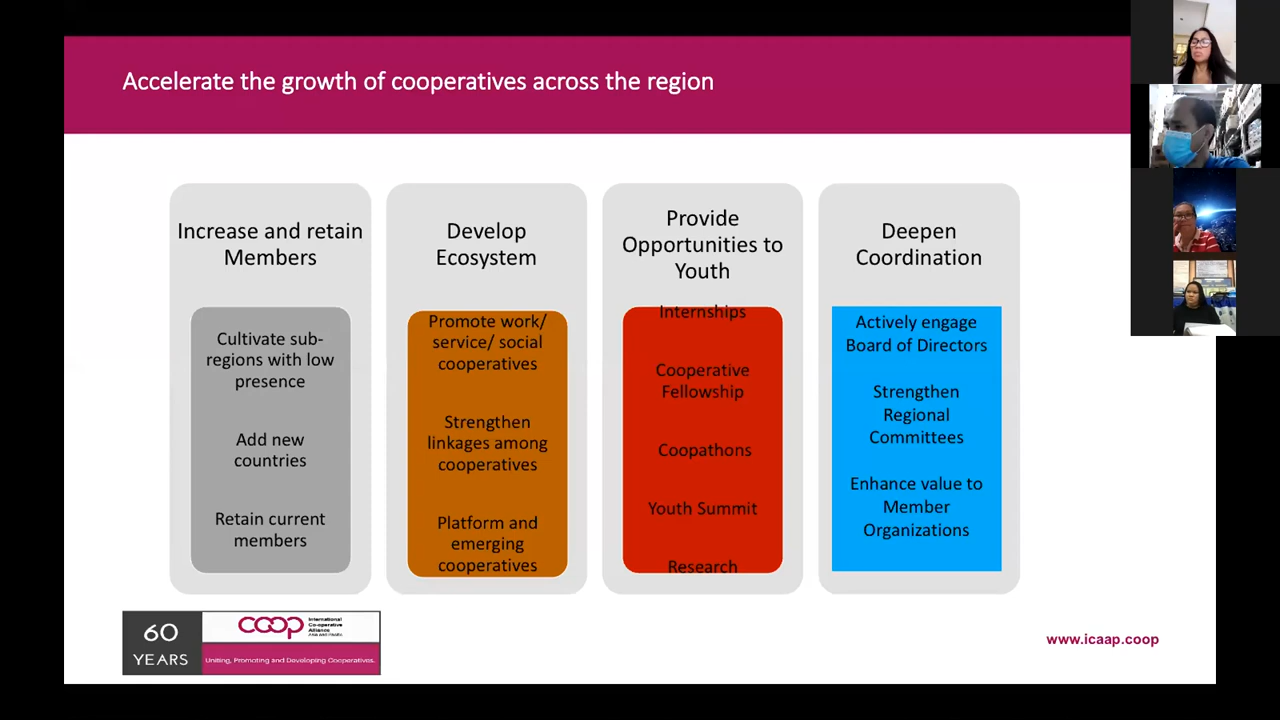 Accelerate the growth of cooperatives across the region
Increase and retain
Members
Cultivate sub-
regions with low
presence
Add new
countries
Retain current
members
Develop
Ecosystem
Promote work/
service/ social
cooperatives
Strengthen
linkages among
cooperatives
Platform and
emerging
cooperatives
Provide
Opportunities to
Youth
Internships
Cooperative
Fellowship
Coopathons
Youth Summit
Research
Deepen
Coordination
Actively engage
Board of Directors
Strengthen
Regional
Committees
Enhance value to
Member
Organizations
60
YEARS
coop
International
Co-operative
Alliance
Asia and Pacific
Uniting, Promoting and Developing Cooperatives.
www.icaap.coop